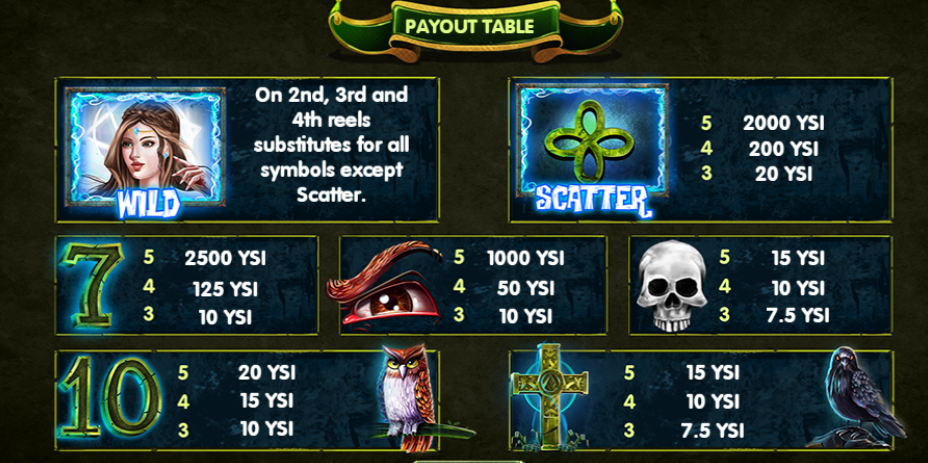 PAYOUT TABLE
On 2nd, 3rd and
4th reels
substitutes for all
symbols except
Scatter.
WILD
5 2000 YSI
4 200 YSI
3 20 YSI
SCATTER
7
5 2500 YSI
4 125 YSI
3 10 YSI
5 1000 YSI
4 50 YSI
3 10 YSI
5 15 YSI
4 10 YSI
3 7.5 YSI
10
5 20 YSI
4 15 YSI
3 10 YSI
5 15 YSI
4 10 YSI
3 7.5 YSI